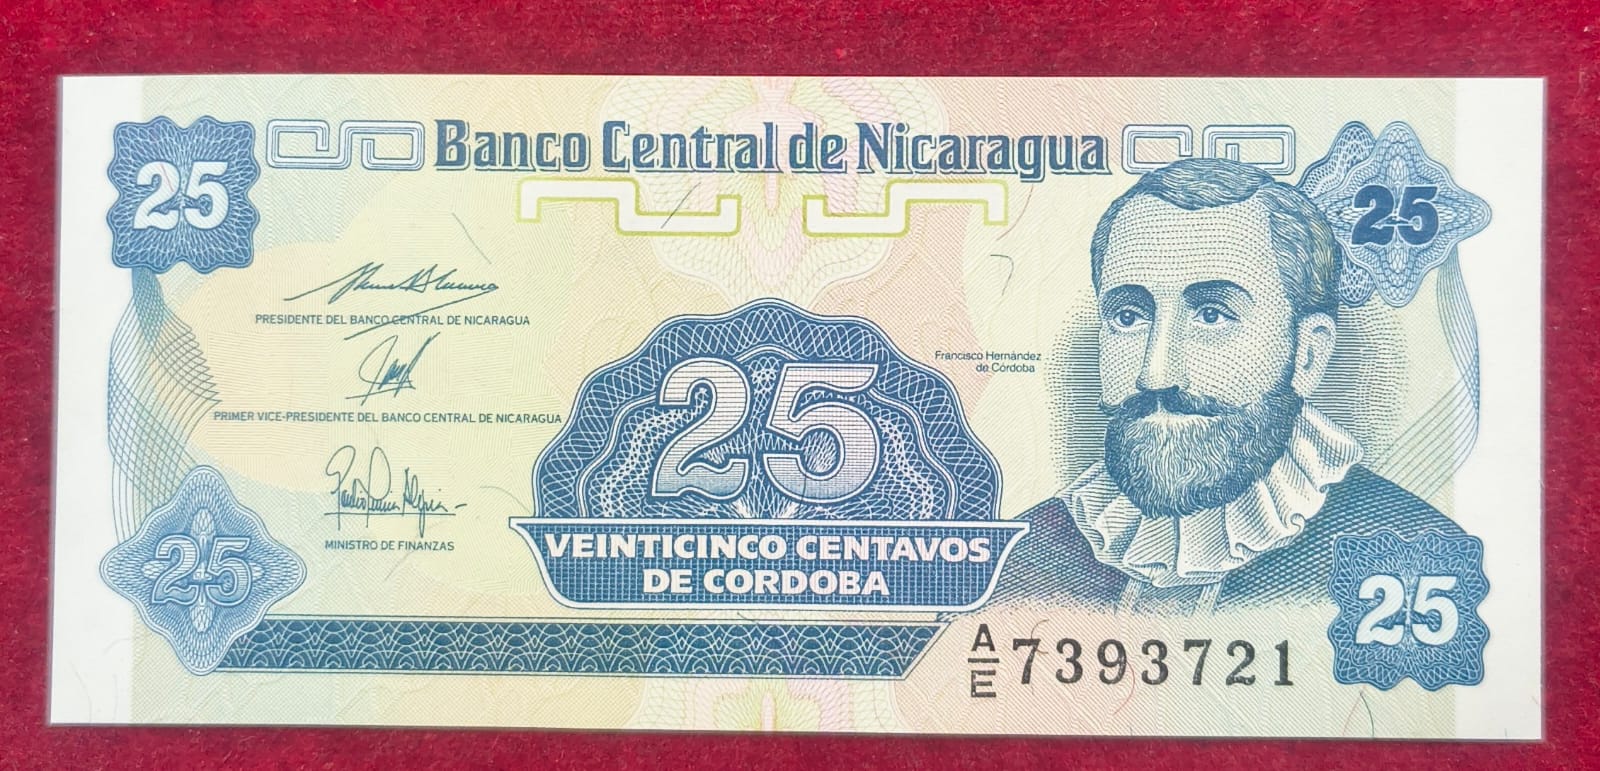 Banco Central de Nicaragua
25
25
PRESIDENTE DEL BANCO CENTRAL DE NICARAGUA
Francisco Hernández
de Córdoba
PRIMER VICE-PRESIDENTE DEL BANCO CENTRAL DE NICARAGUA
25
MINISTRO DE FINANZAS
VEINTICINCO CENTAVOS
DE CORDOBA
25
25
A/E 7393721